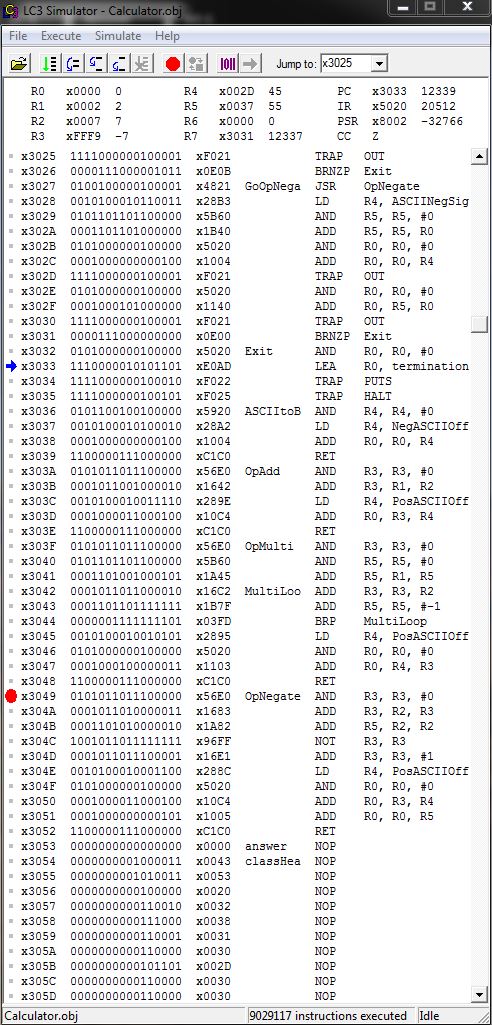 LC3 Simulator - Calculator.obj
File Execute Simulate Help
Jump to: x3025
R0 x0000 0 R4 x002D 45 PC x3033 12339
R1 x0002 2 R5 x0037 55 IR x5020 20512
R2 x0007 7 R6 x0000 0 PSR x8002 -32766
R3 xFFF9 -7 R7 x3031 12337 CC Z
x3025 1111000000100001 xF021 TRAP OUT
x3026 0000111000001011 x0E0B BRNZP Exit
x3027 0100100000100001 x4821 GoOpNega JSR OpNegate
x3028 0010100010110011 x28B3 LD R4, ASCIINegSig
x3029 0101101101100000 x5B60 AND R5, R5, #0
x302A 0001101101000000 x1B40 ADD R5, R5, R0
x302B 0101000000100000 x5020 AND R0, R0, #0
x302C 0001000000000100 x1004 ADD R0, R0, R4
x302D 1111000000100001 xF021 TRAP OUT
x302E 0101000000100000 x5020 AND R0, R0, #0
x302F 0001000101000000 x1140 ADD R0, R5, R0
x3030 1111000000100001 xF021 TRAP OUT
x3031 0000111000000000 x0E00 BRNZP Exit
x3032 0101000000100000 x5020 Exit AND R0, R0, #0
x3033 1110000010101101 xE0AD LEA R0, termination
x3034 1111000000100010 xF022 TRAP PUTS
x3035 1111000000100101 xF025 TRAP HALT
x3036 0101100100100000 x5920 ASCIItoB AND R4, R4, #0
x3037 0010100010100010 x28A2 LD R4, NegASCIIOff
x3038 0001000000000100 x1004 ADD R0, R0, R4
x3039 1100000111000000 xC1C0 RET
x303A 0101011011100000 x56E0 OpAdd AND R3, R3, #0
x303B 0001011001000010 x1642 ADD R3, R1, R2
x303C 0010100010011110 x289E LD R4, PosASCIIOff
x303D 0001000011000100 x10C4 ADD R0, R3, R4
x303E 1100000111000000 xC1C0 RET
x303F 0101011011100000 x56E0 OpMulti AND R3, R3, #0
x3040 0101101101100000 x5B60 AND R5, R5, #0
x3041 0001101001000101 x1A45 ADD R5, R1, R5
x3042 0001011011000010 x16C2 MultiLoo ADD R3, R3, R2
x3043 0001101101111111 x1B7F ADD R5, R5, #-1
x3044 0000001111111101 x03FD BRP MultiLoop
x3045 0010100010010101 x2895 LD R4, PosASCIIOff
x3046 0101000000100000 x5020 AND R0, R0, #0
x3047 0001000100000011 x1103 ADD R0, R4, R3
x3048 1100000111000000 xC1C0 RET
x3049 0101011011100000 x56E0 OpNegate AND R3, R3, #0
x304A 0001011010000011 x1683 ADD R3, R2, R3
x304B 0001101010000010 x1A82 ADD R5, R2, R2
x304C 1001011011111111 x96FF NOT R3, R3
x304D 0001011011100001 x16E1 ADD R3, R3, #1
x304E 0010100010001100 x288C LD R4, PosASCIIOff
x304F 0101000000100000 x5020 AND R0, R0, #0
x3050 0001000011000100 x10C4 ADD R0, R3, R4
x3051 0001000000000101 x1005 ADD R0, R0, R5
x3052 1100000111000000 xC1C0 RET
x3053 0000000000000000 x0000 answer NOP
x3054 0000000001000011 x0043 classHea NOP
x3055 0000000001010011 x0053 NOP
x3056 0000000000100000 x0020 NOP
x3057 0000000000110010 x0032 NOP
x3058 0000000000111000 x0038 NOP
x3059 0000000000110001 x0031 NOP
x305A 0000000000110000 x0030 NOP
x305B 0000000000101101 x002D NOP
x305C 0000000000110000 x0030 NOP
x305D 0000000000110000 x0030 NOP
Calculator.obj 9029117 instructions executed Idle